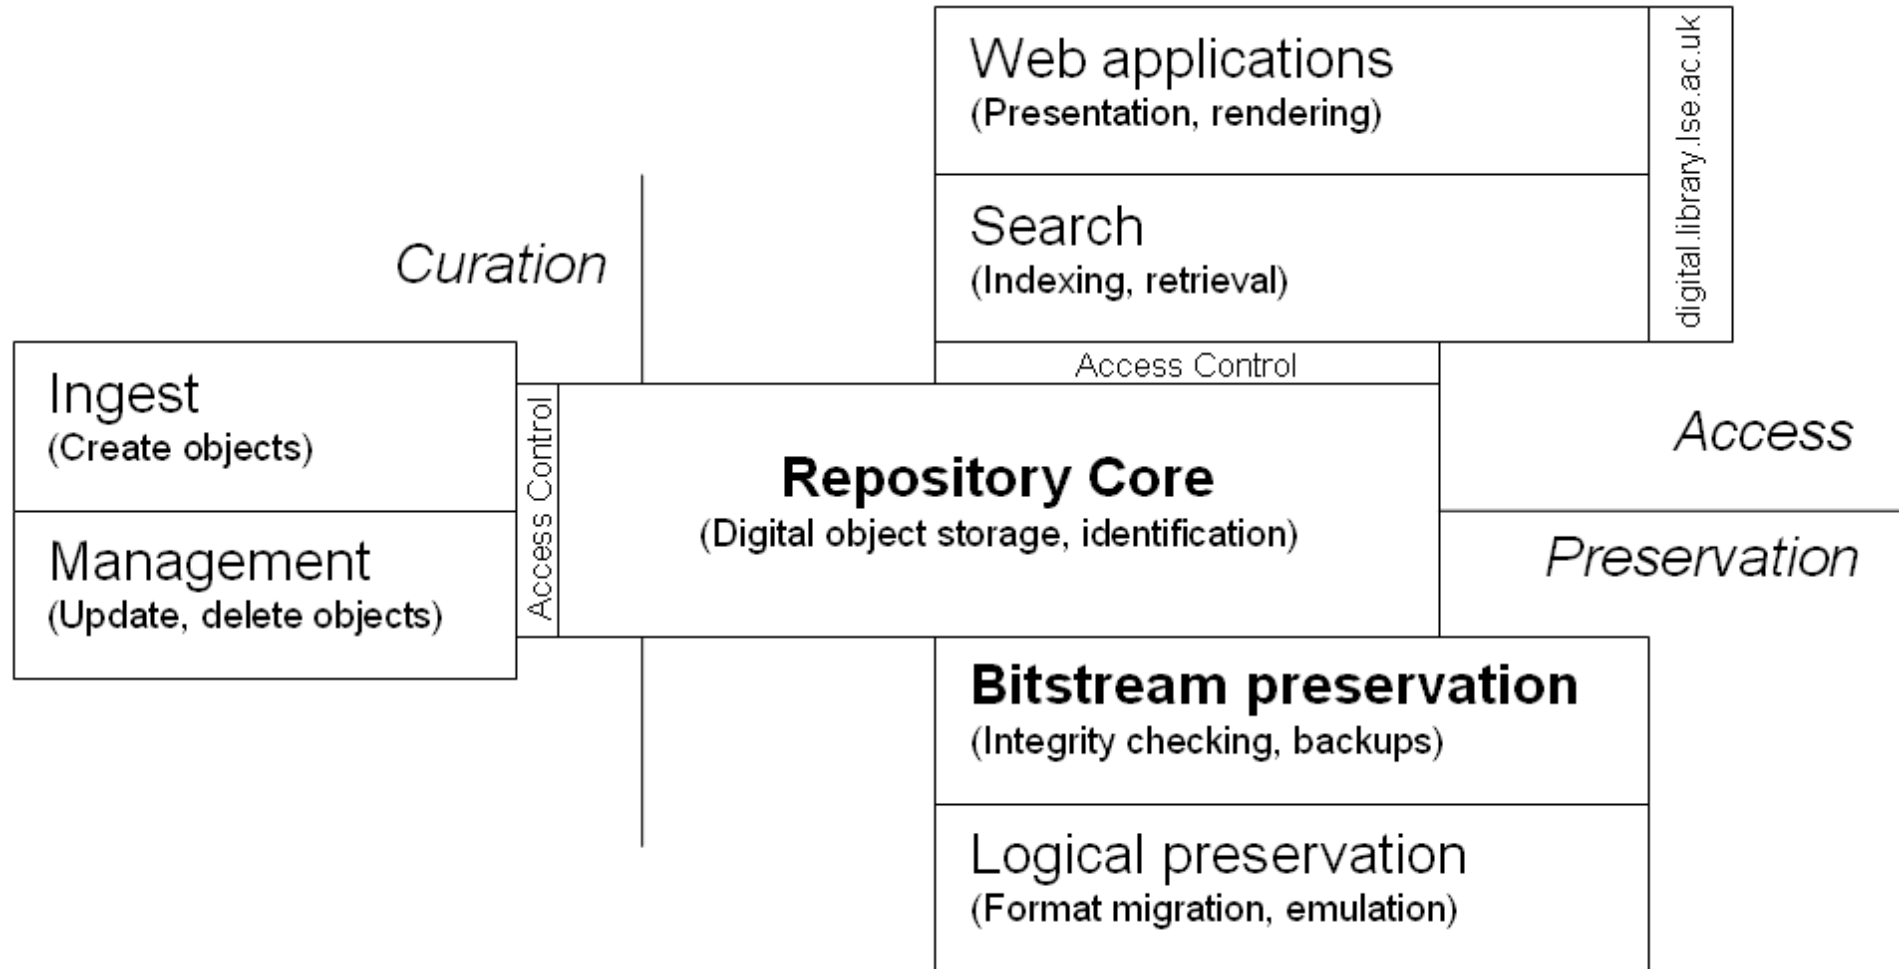 Web applications
(Presentation, rendering)
digital.library.lse.ac.uk
Search
(Indexing, retrieval)
Curation
Access Control
Ingest
(Create objects)
Access Control
Repository Core
(Digital object storage, identification)
Access
Management
(Update, delete objects)
Preservation
Bitstream preservation
(Integrity checking, backups)
Logical preservation
(Format migration, emulation)